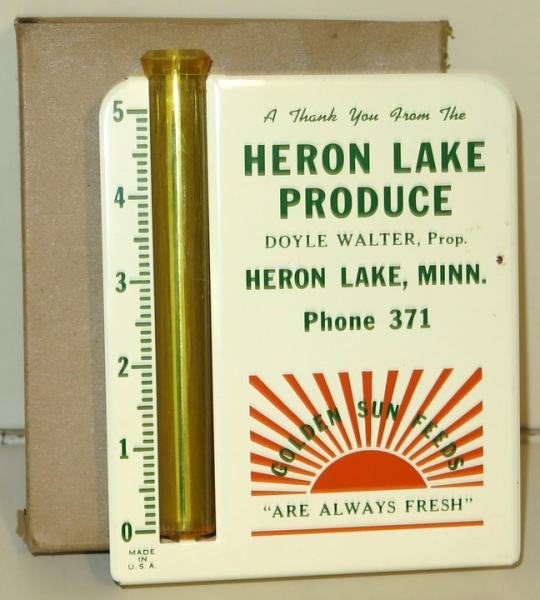 A Thank You From The
HERON LAKE
PRODUCE
DOYLE WALTER, Prop.
HERON LAKE, MINN.
Phone 371
GOLDEN SUN FEEDS
"ARE ALWAYS FRESH"
5
4
3
2
1
0
MADE
IN
U.S.A.